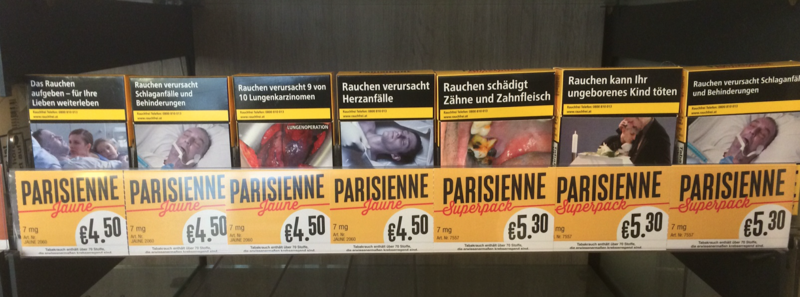 Das Rauchen
aufgeben – für Ihre
Lieben weiterleben
Rauchen verursacht
Schlaganfälle und
Behinderungen
Rauchen verursacht 9 von
10 Lungenkarzinomen
LUNGENOPERATION
Rauchen verursacht
Herzanfälle
Rauchen schädigt
Zähne und Zahnfleisch
Rauchen kann Ihr
ungeborenes Kind töten
Rauchen verursacht
Schlaganfälle und
Behinderungen
PARISIENNE
Jaune
7 mg
€4.50
PARISIENNE
Jaune
€4.50
PARISIENNE
Jaune
7 mg
€4.50
PARISIENNE
Jaune
7 mg
€4.50
PARISIENNE
Superpack
7 mg
€5.30
PARISIENNE
Superpack
7 mg
€5.30
PARISIENNE
Superpack
7 mg
€5.30